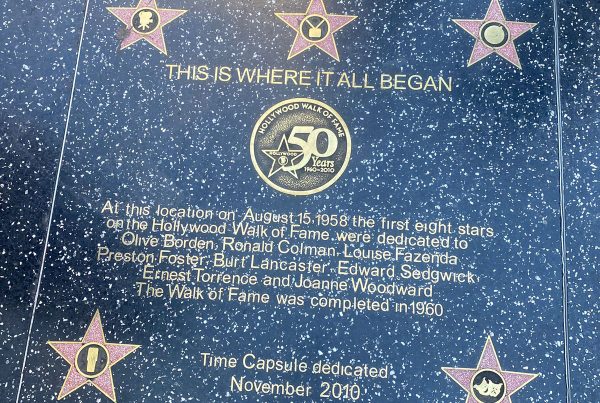 THIS IS WHERE IT ALL BEGAN
HOLLYWOOD WALK OF FAME
50
HOLLYWOOD
Years
1960-2010
At this location on August 15,1958 the first eight stars
on the Hollywood Walk of Fame were dedicated to
Olive Borden, Ronald Colman, Louise Fazenda
Preston Foster, Burt Lancaster, Edward Sedgwick,
Ernest Torrence and Joanne Woodward
The Walk of Fame was completed in 1960
Time Capsule dedicated
November 2010